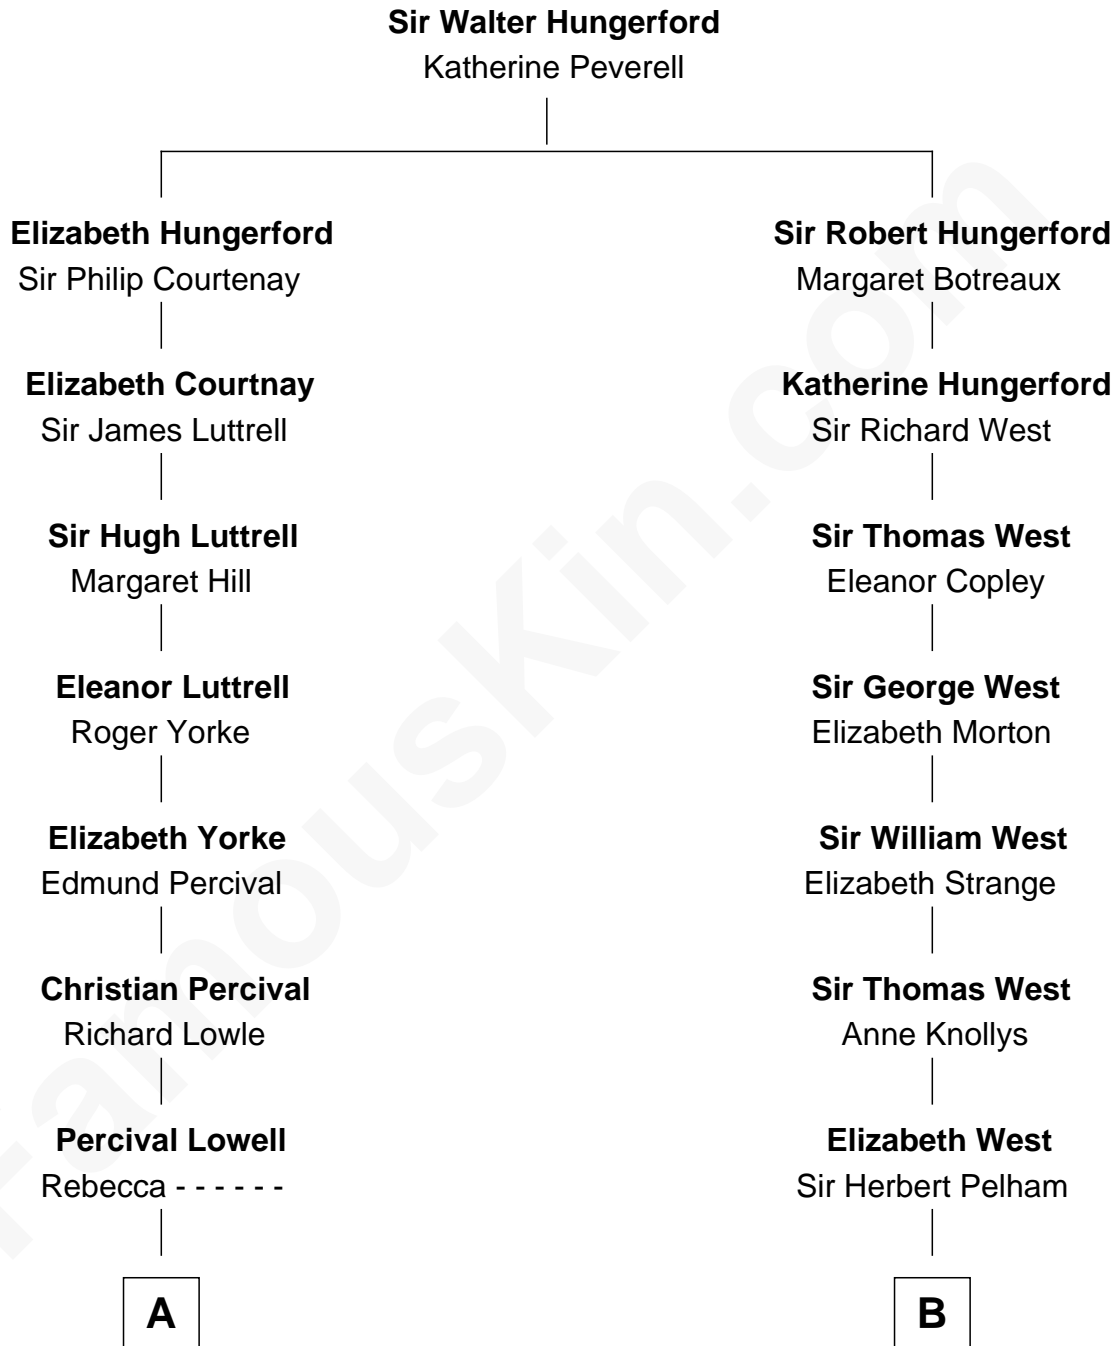 Sir Walter Hungerford
Katherine Peverell
Elizabeth Hungerford
Sir Philip Courtenay
Sir Robert Hungerford
Margaret Botreaux
Elizabeth Courtnay
Sir James Luttrell
Katherine Hungerford
Sir Richard West
Sir Hugh Luttrell
Margaret Hill
Sir Thomas West
Eleanor Copley
Eleanor Luttrell
Roger Yorke
Sir George West
Elizabeth Morton
Elizabeth Yorke
Edmund Percival
Sir William West
Elizabeth Strange
Christian Percival
Richard Lowle
Sir Thomas West
Anne Knollys
Percival Lowell
Rebecca - - - - - -
Elizabeth West
Sir Herbert Pelham
A
B
FamousKin.com